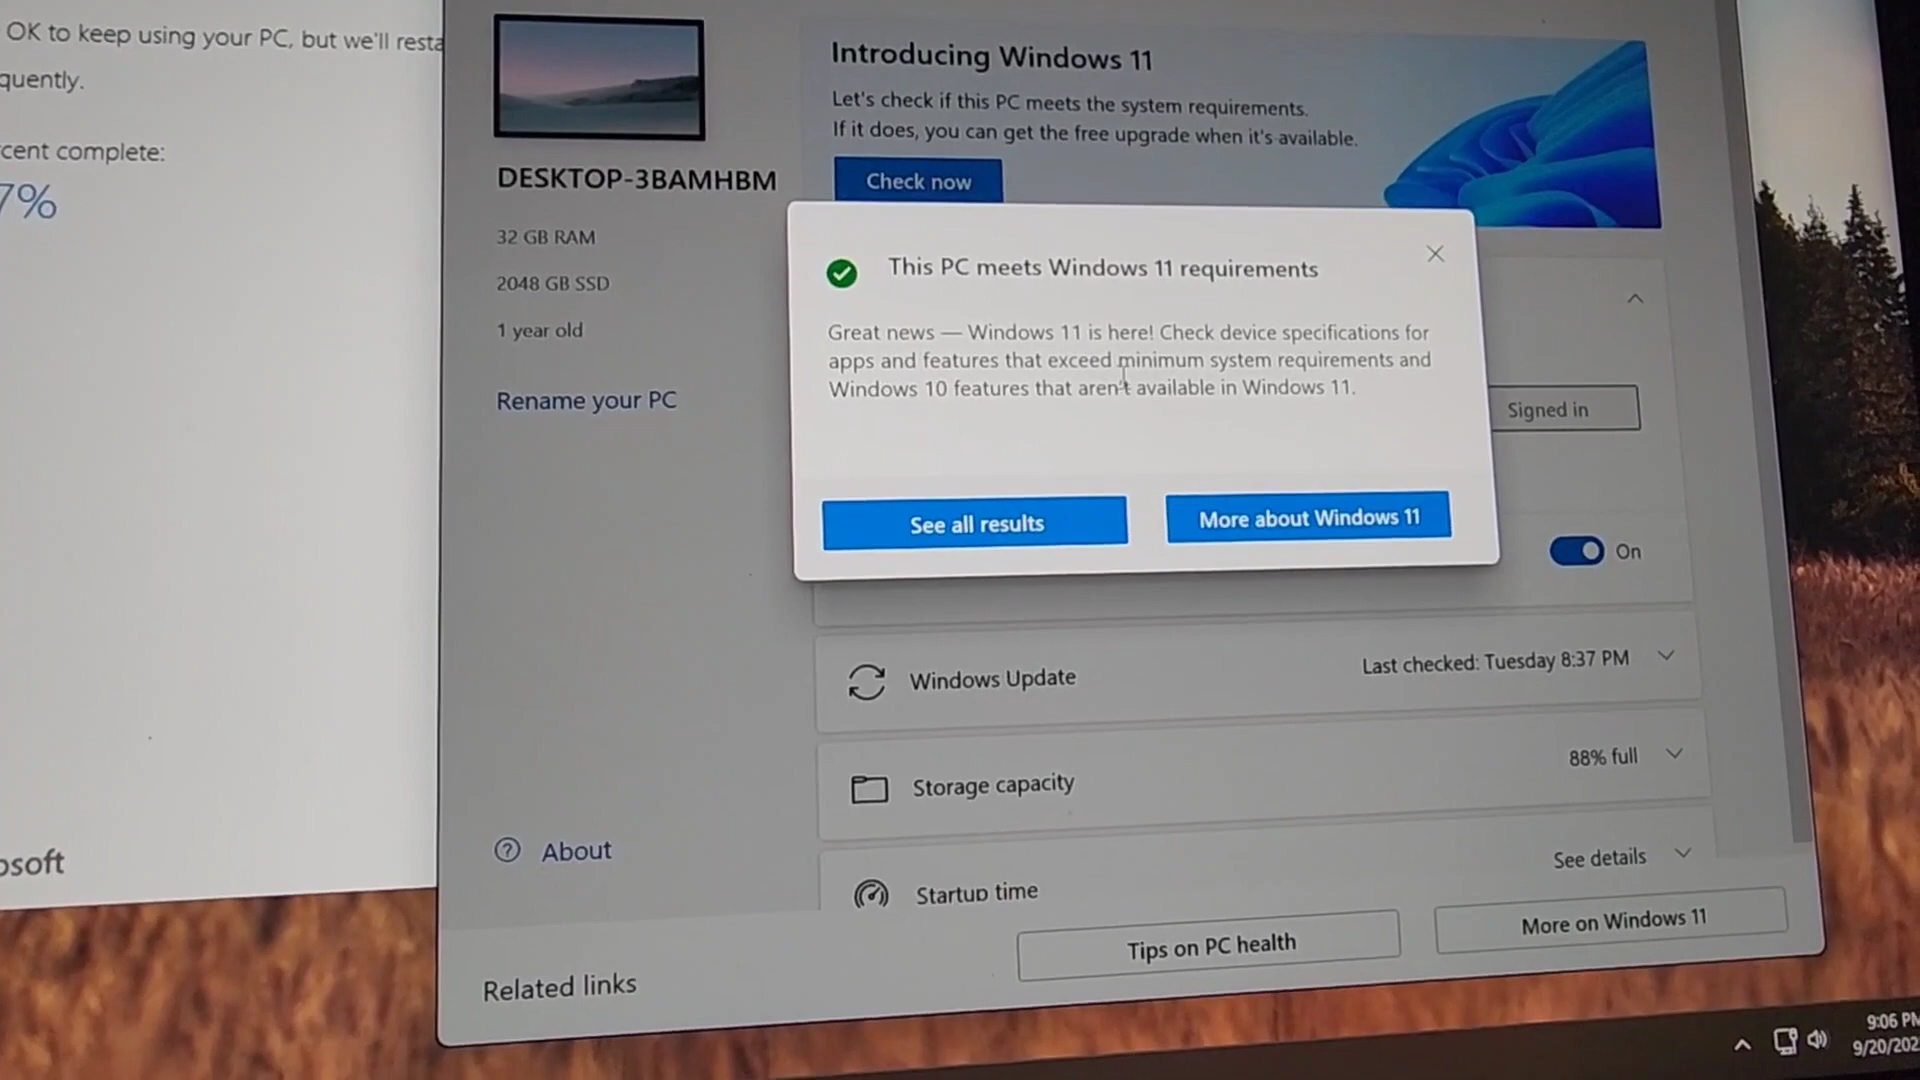 OK to keep using your PC, but we'll resta
quently.
cent complete:
7%
osoft
DESKTOP-3BAMHBM
32 GB RAM
2048 GB SSD
1 year old
Rename your PC
About
Related links
Introducing Windows 11
Let's check if this PC meets the system requirements.
If it does, you can get the free upgrade when it's available.
Check now
This PC meets Windows 11 requirements
Great news — Windows 11 is here! Check device specifications for
apps and features that exceed minimum system requirements and
Windows 10 features that aren't available in Windows 11.
See all results
More about Windows 11
Signed in
On
Windows Update
Last checked: Tuesday 8:37 PM
Storage capacity
88% full
Startup time
See details
Tips on PC health
More on Windows 11
9:06 PM
9/20/202